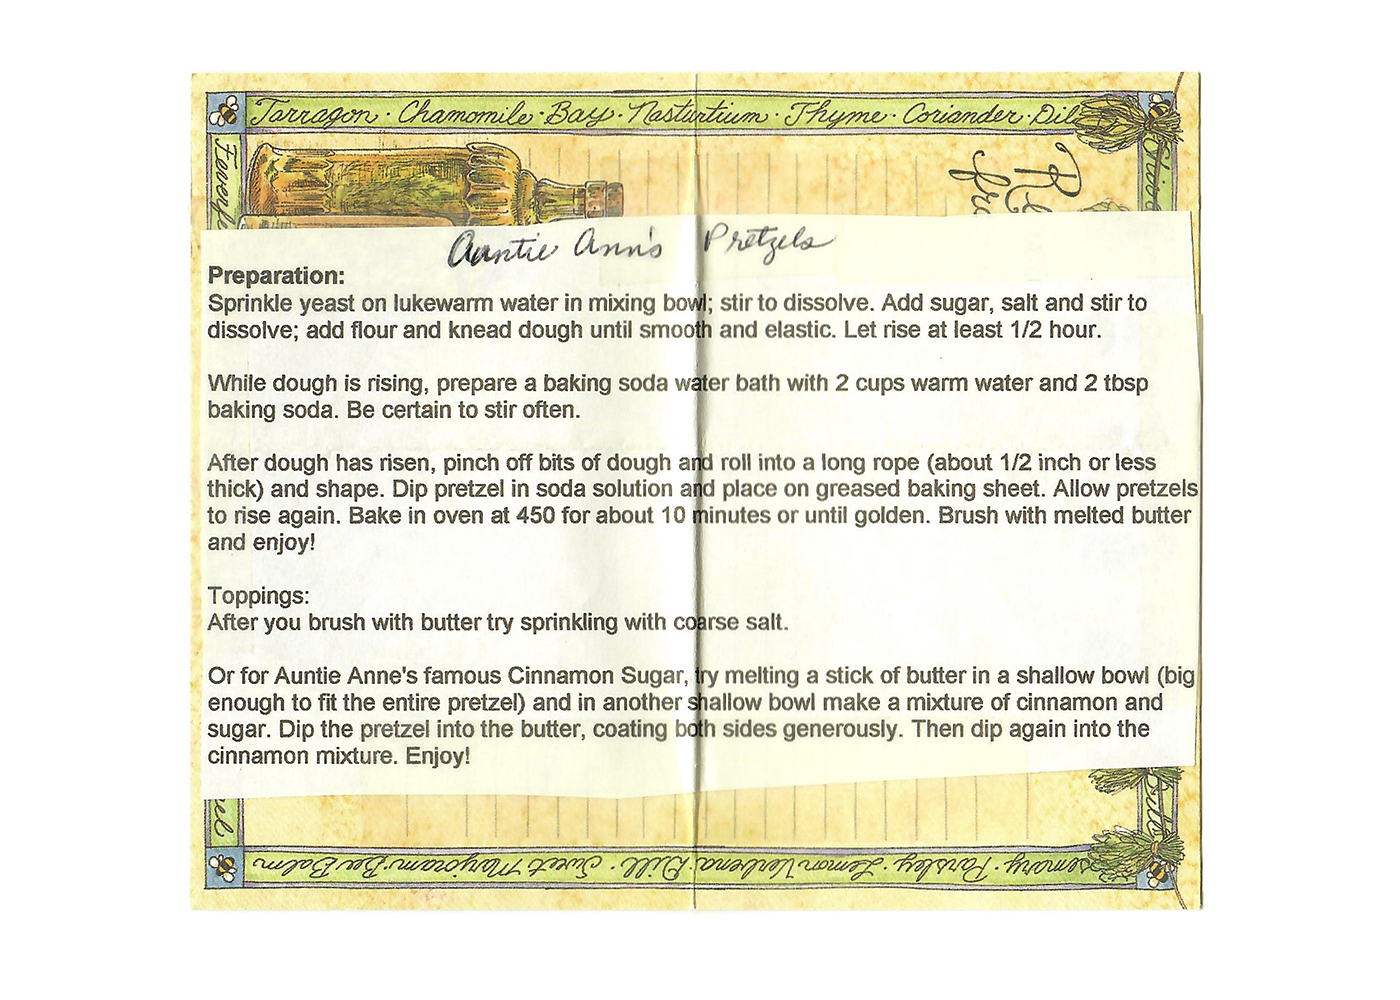 Tarragon · Chamomile · Bay · Nasturtium · Thyme · Coriander · Dill
Auntie Ann's Pretzels
Preparation:
Sprinkle yeast on lukewarm water in mixing bowl; stir to dissolve. Add sugar, salt and stir to
dissolve; add flour and knead dough until smooth and elastic. Let rise at least 1/2 hour.
While dough is rising, prepare a baking soda water bath with 2 cups warm water and 2 tbsp
baking soda. Be certain to stir often.
After dough has risen, pinch off bits of dough and roll into a long rope (about 1/2 inch or less
thick) and shape. Dip pretzel in soda solution and place on greased baking sheet. Allow pretzels
to rise again. Bake in oven at 450 for about 10 minutes or until golden. Brush with melted butter
and enjoy!
Toppings:
After you brush with butter try sprinkling with coarse salt.
Or for Auntie Anne's famous Cinnamon Sugar, try melting a stick of butter in a shallow bowl (big
enough to fit the entire pretzel) and in another shallow bowl make a mixture of cinnamon and
sugar. Dip the pretzel into the butter, coating both sides generously. Then dip again into the
cinnamon mixture. Enjoy!
Parsley · Lemon Verbena · Dill · Sweet Marjoram · Bee Balm